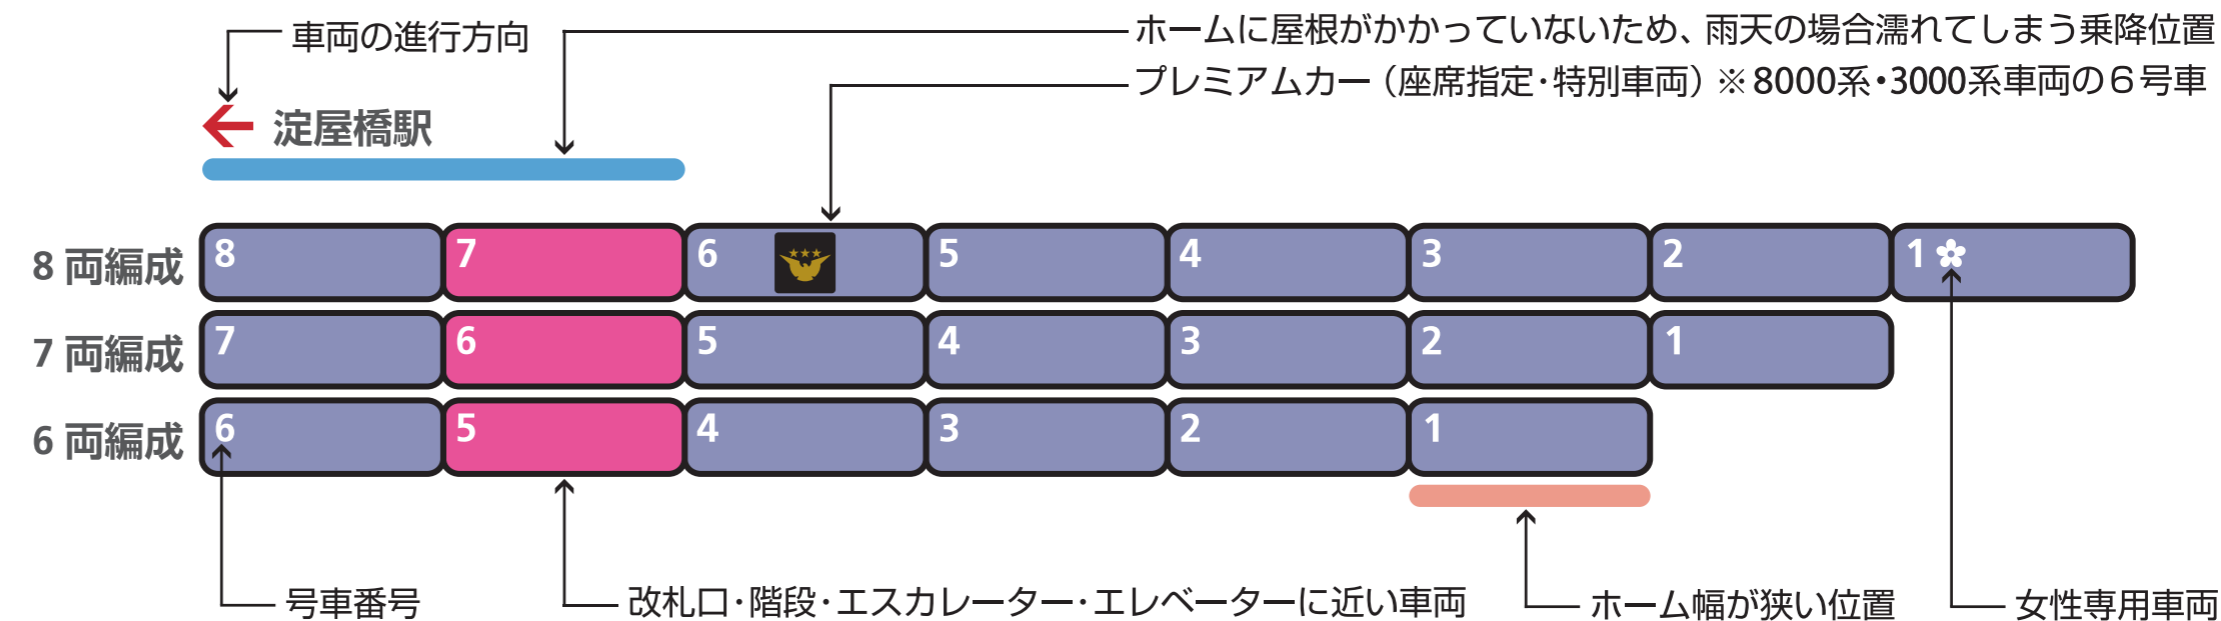 車両の進行方向
ホームに屋根がかかっていないため、雨天の場合濡れてしまう乗降位置
プレミアムカー（座席指定・特別車両）※8000系・3000系車両の６号車
淀屋橋駅
8両編成 8 7 6 5 4 3 2 1
7両編成 7 6 5 4 3 2 1
6両編成 6 5 4 3 2 1
号車番号
改札口・階段・エスカレーター・エレベーターに近い車両
ホーム幅が狭い位置
女性専用車両